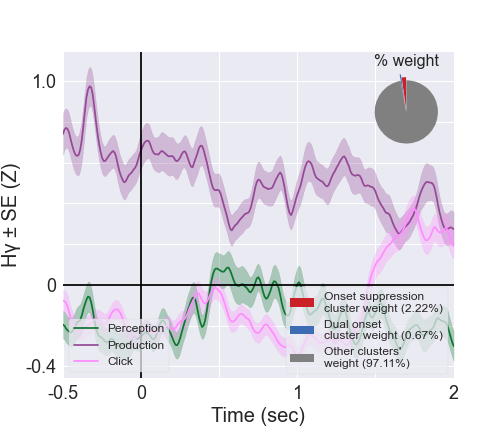 % weight
1.0
0
-0.4
Hγ ± SE (Z)
Perception
Production
Click
Onset suppression
cluster weight (2.22%)
Dual onset
cluster weight (0.67%)
Other clusters'
weight (97.11%)
-0.5
0
1
2
Time (sec)